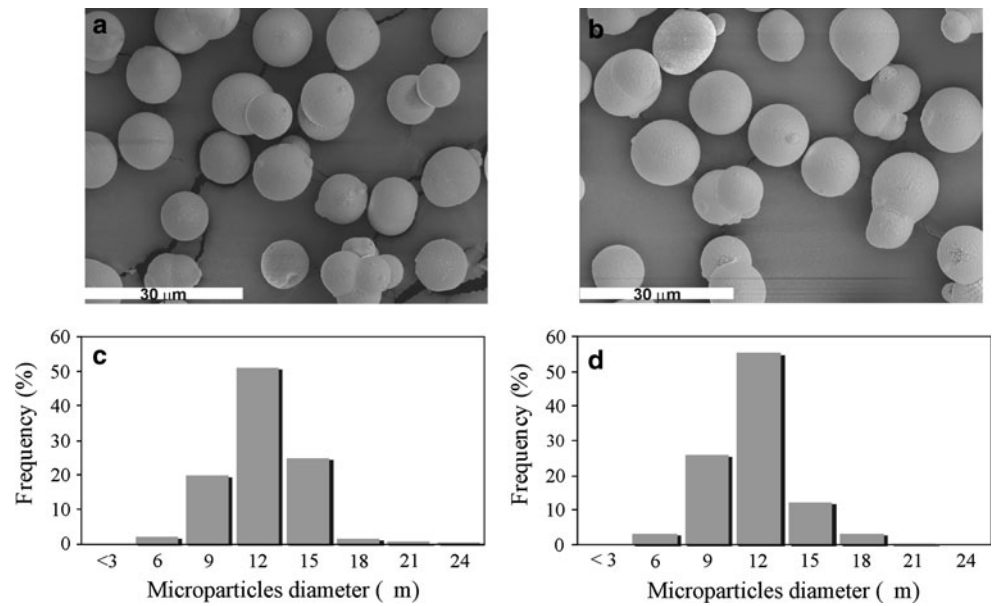 a
b
30 µm
30 µm
c
d
Frequency (%)
60
50
40
30
20
10
0
<3 6 9 12 15 18 21 24
Microparticles diameter ( m)
Frequency (%)
60
50
40
30
20
10
0
< 3 6 9 12 15 18 21 24
Microparticles diameter ( m)